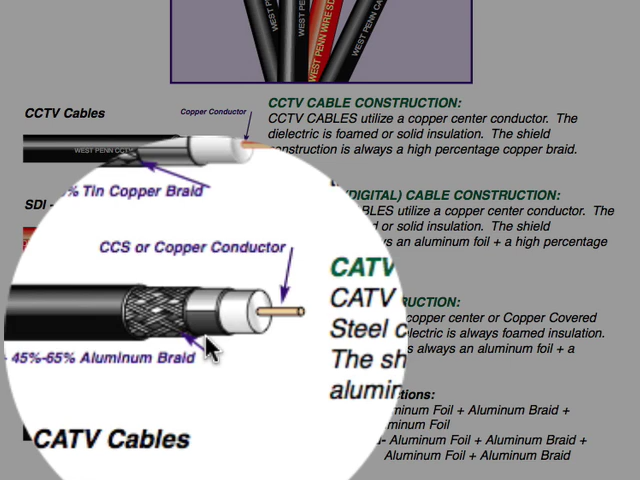 WEST PENN
WEST PENN
WEST PENN WIRE
WEST PENN CA
CCTV Cables
Copper Conductor
WEST PENN CCTV
% Tin Copper Braid
CCTV CABLE CONSTRUCTION:
CCTV CABLES utilize a copper center conductor. The
dielectric is foamed or solid insulation. The shield
construction is always a high percentage copper braid.
SDI -
(DIGITAL) CABLE CONSTRUCTION:
BLES utilize a copper center conductor. The
d or solid insulation. The shield
ys an aluminum foil + a high percentage
CCS or Copper Conductor
45%-65% Aluminum Braid
CATV Cables
CATV
CATV
Steel c
The sh
alumin
RUCTION:
copper center or Copper Covered
lectric is always foamed insulation.
s always an aluminum foil + a
tions:
minum Foil + Aluminum Braid +
minum Foil
- Aluminum Foil + Aluminum Braid +
Aluminum Foil + Aluminum Braid